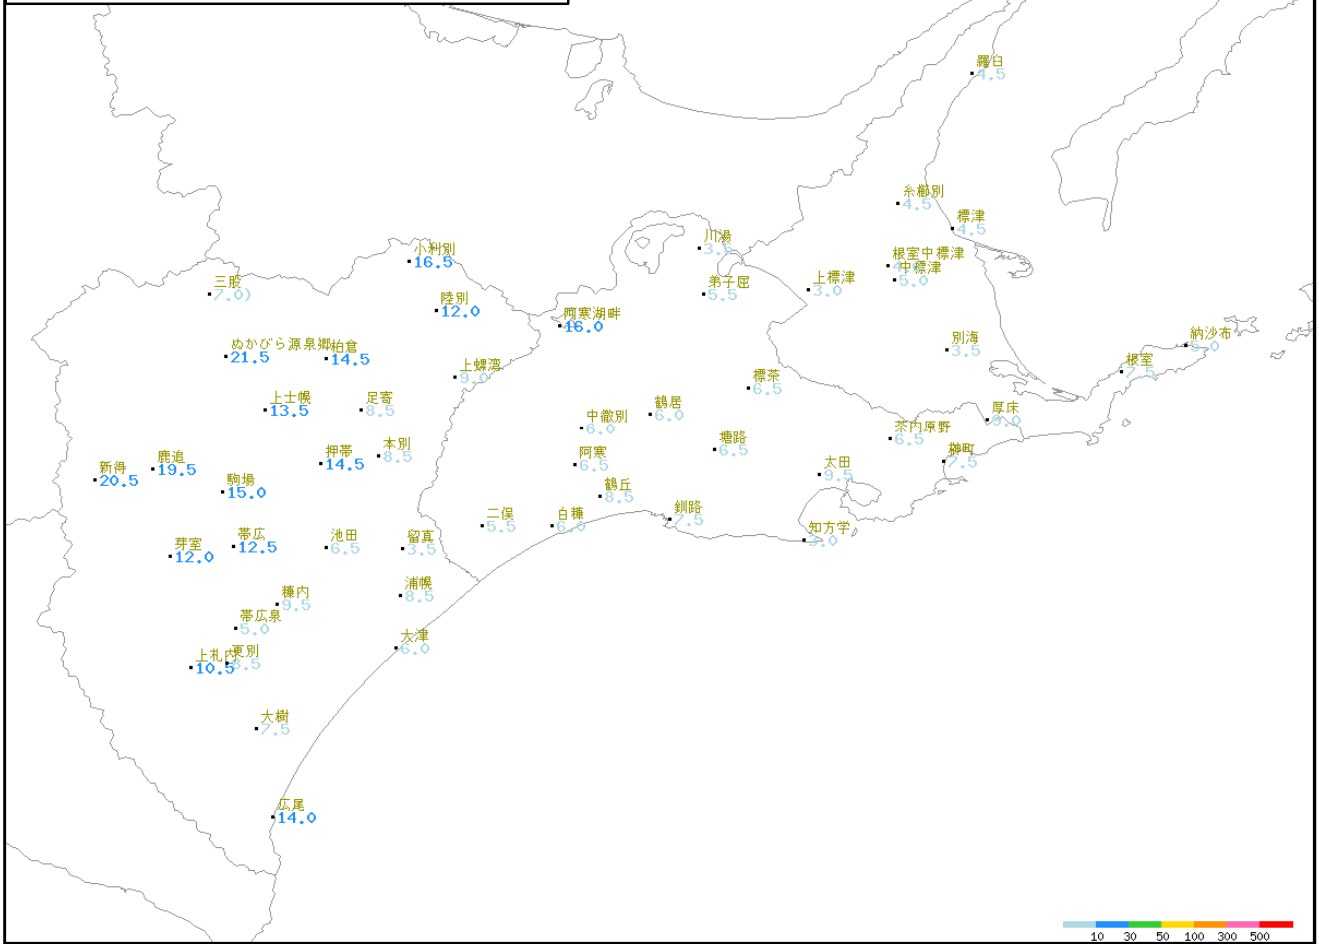 羅臼
4.5
糸櫛別
4.5
標津
4.5
川湯
3.5
小利別
16.5
根室中標津
中標津
5.0
三股
7.0)
弟子屈
5.5
上標津
3.0
陸別
12.0
阿寒湖畔
16.0
納沙布
ぬかびら源泉郷
21.5
柏倉
14.5
別海
3.5
根室
7.5
上螺湾
9.0
標茶
6.5
上士幌
13.5
足寄
8.5
鶴居
6.0
厚床
中徹別
6.0
茶内原野
6.5
塘路
6.5
榊町
7.5
本別
8.5
押帯
14.5
阿寒
6.5
鹿追
19.5
新得
20.5
太田
9.5
駒場
15.0
鶴丘
8.5
釧路
7.5
二俣
5.5
白糠
6.0
知方学
帯広
12.5
池田
6.5
留真
3.5
芽室
12.0
浦幌
8.5
糠内
9.5
帯広泉
5.0
大津
6.0
上札内
10.5
更別
大樹
7.5
広尾
14.0
10 30 50 100 300 500